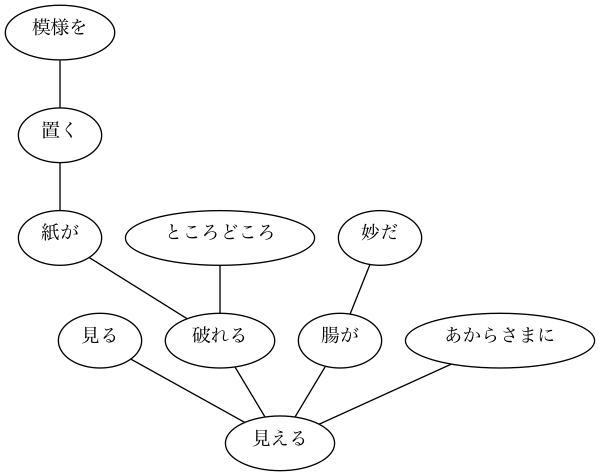 模様を
置く
紙が
ところどころ
妙だ
見る
破れる
腸が
あからさまに
見える